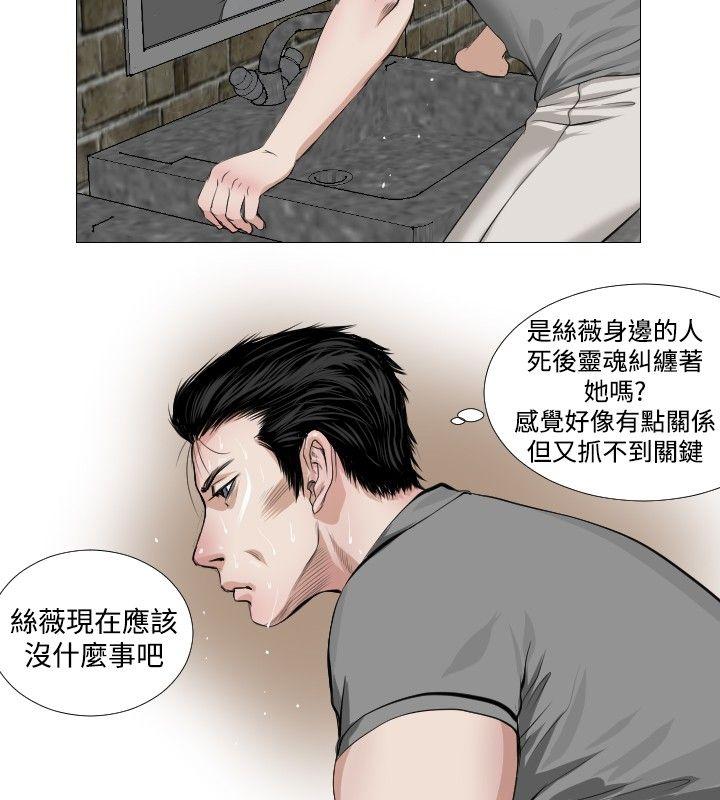 是絲薇身邊的人
死後靈魂糾纏著
她嗎?
感覺好像有點關係
但又抓不到關鍵
絲薇現在應該
沒什麼事吧